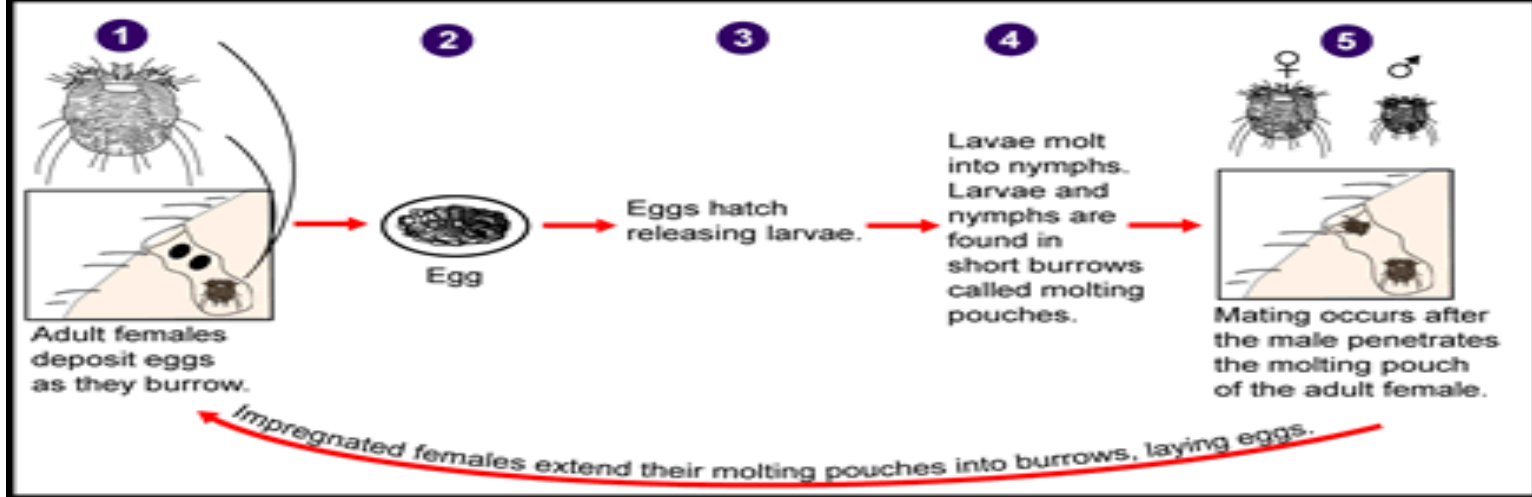 1
2
3
4
5
Adult females
deposit eggs
as they burrow.
Egg
Eggs hatch
releasing larvae.
Lavae molt
into nymphs.
Larvae and
nymphs are
found in
short burrows
called molting
pouches.
♀
♂
Mating occurs after
the male penetrates
the molting pouch
of the adult female.
Impregnated females extend their molting pouches into burrows, laying eggs.